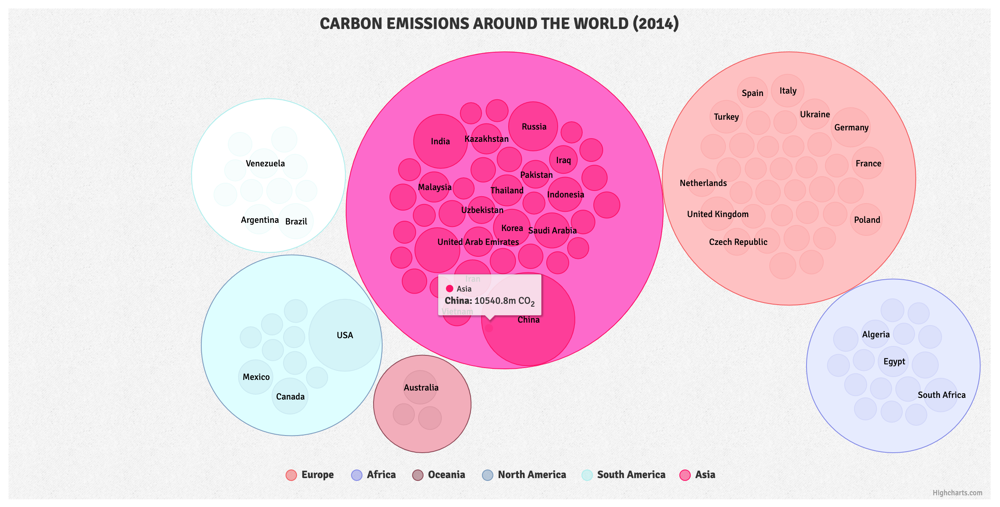 CARBON EMISSIONS AROUND THE WORLD (2014)
Venezuela
Argentina
Brazil
India
Kazakhstan
Russia
Iraq
Pakistan
Malaysia
Thailand
Indonesia
Uzbekistan
Korea
Saudi Arabia
United Arab Emirates
Iran
Asia
China: 10540.8m CO2
Vietnam
China
Spain
Italy
Turkey
Ukraine
Germany
France
Netherlands
United Kingdom
Poland
Czech Republic
USA
Mexico
Canada
Australia
Algeria
Egypt
South Africa
Europe
Africa
Oceania
North America
South America
Asia
Highcharts.com